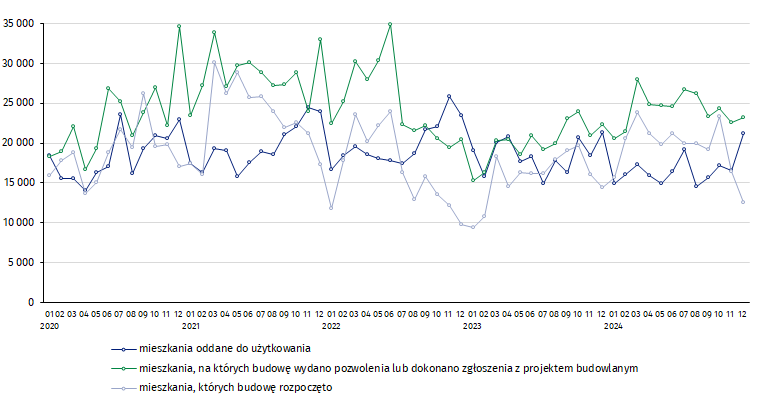 35 000
30 000
25 000
20 000
15 000
10 000
5 000
0
01 02 03 04 05 06 07 08 09 10 11 12 01 02 03 04 05 06 07 08 09 10 11 12 01 02 03 04 05 06 07 08 09 10 11 12 01 02 03 04 05 06 07 08 09 10 11 12 01 02 03 04 05 06 07 08 09 10 11 12
2020 2021 2022 2023 2024
mieszkania oddane do użytkowania
mieszkania, na których budowę wydano pozwolenia lub dokonano zgłoszenia z projektem budowlanym
mieszkania, których budowę rozpoczęto